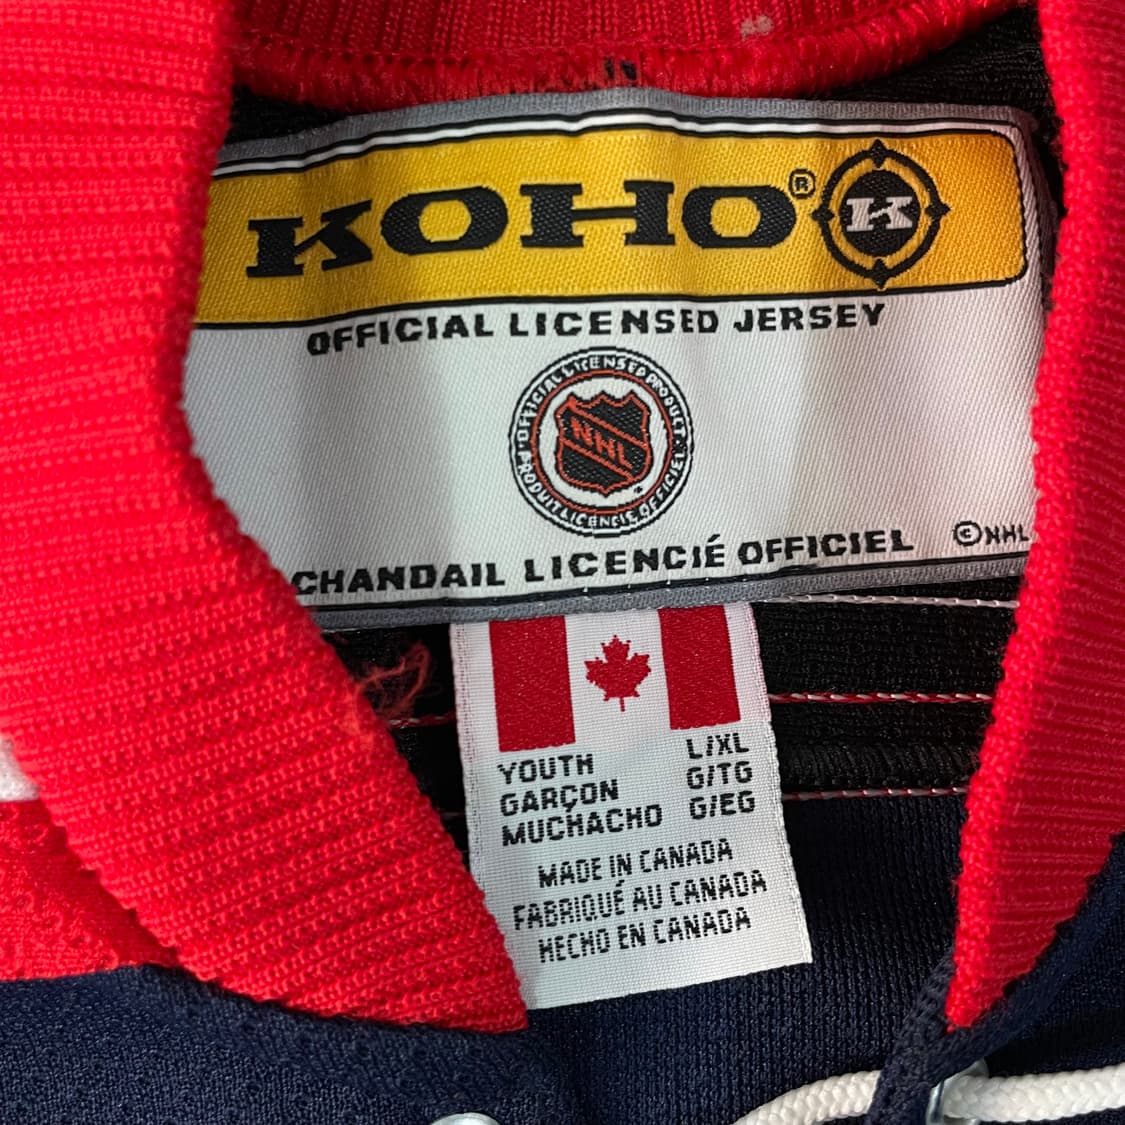 KOHO® K
OFFICIAL LICENSED JERSEY
OFFICIAL LICENSED PRODUCT
NHL
PRODUIT LICENCIE OFFICIEL
CHANDAIL LICENCIÉ OFFICIEL ©NHL
YOUTH L/XL
GARÇON G/TG
MUCHACHO G/EG
MADE IN CANADA
FABRIQUÉ AU CANADA
HECHO EN CANADA